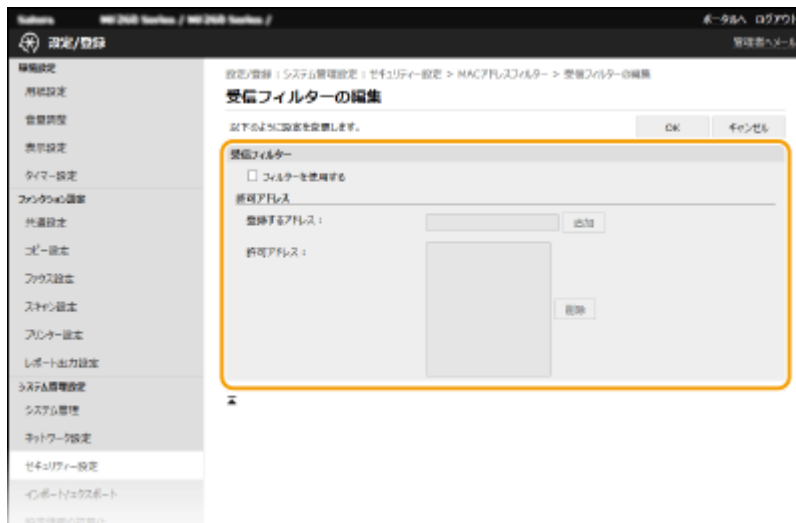 ポータルへ ログアウト
設定/登録
管理者へメール
環境設定
用紙設定
音量調整
表示設定
タイマー設定
ファンクション設定
共通設定
コピー設定
ファクス設定
スキャン設定
プリンター設定
レポート出力設定
システム管理設定
システム管理
ネットワーク設定
セキュリティー設定
インポート/エクスポート
設定/登録：システム管理設定：セキュリティー設定 > MACアドレスフィルター > 受信フィルターの編集
受信フィルターの編集
以下のように設定を変更します。
OK キャンセル
受信フィルター
フィルターを使用する
許可アドレス
登録するアドレス：
追加
許可アドレス：
削除